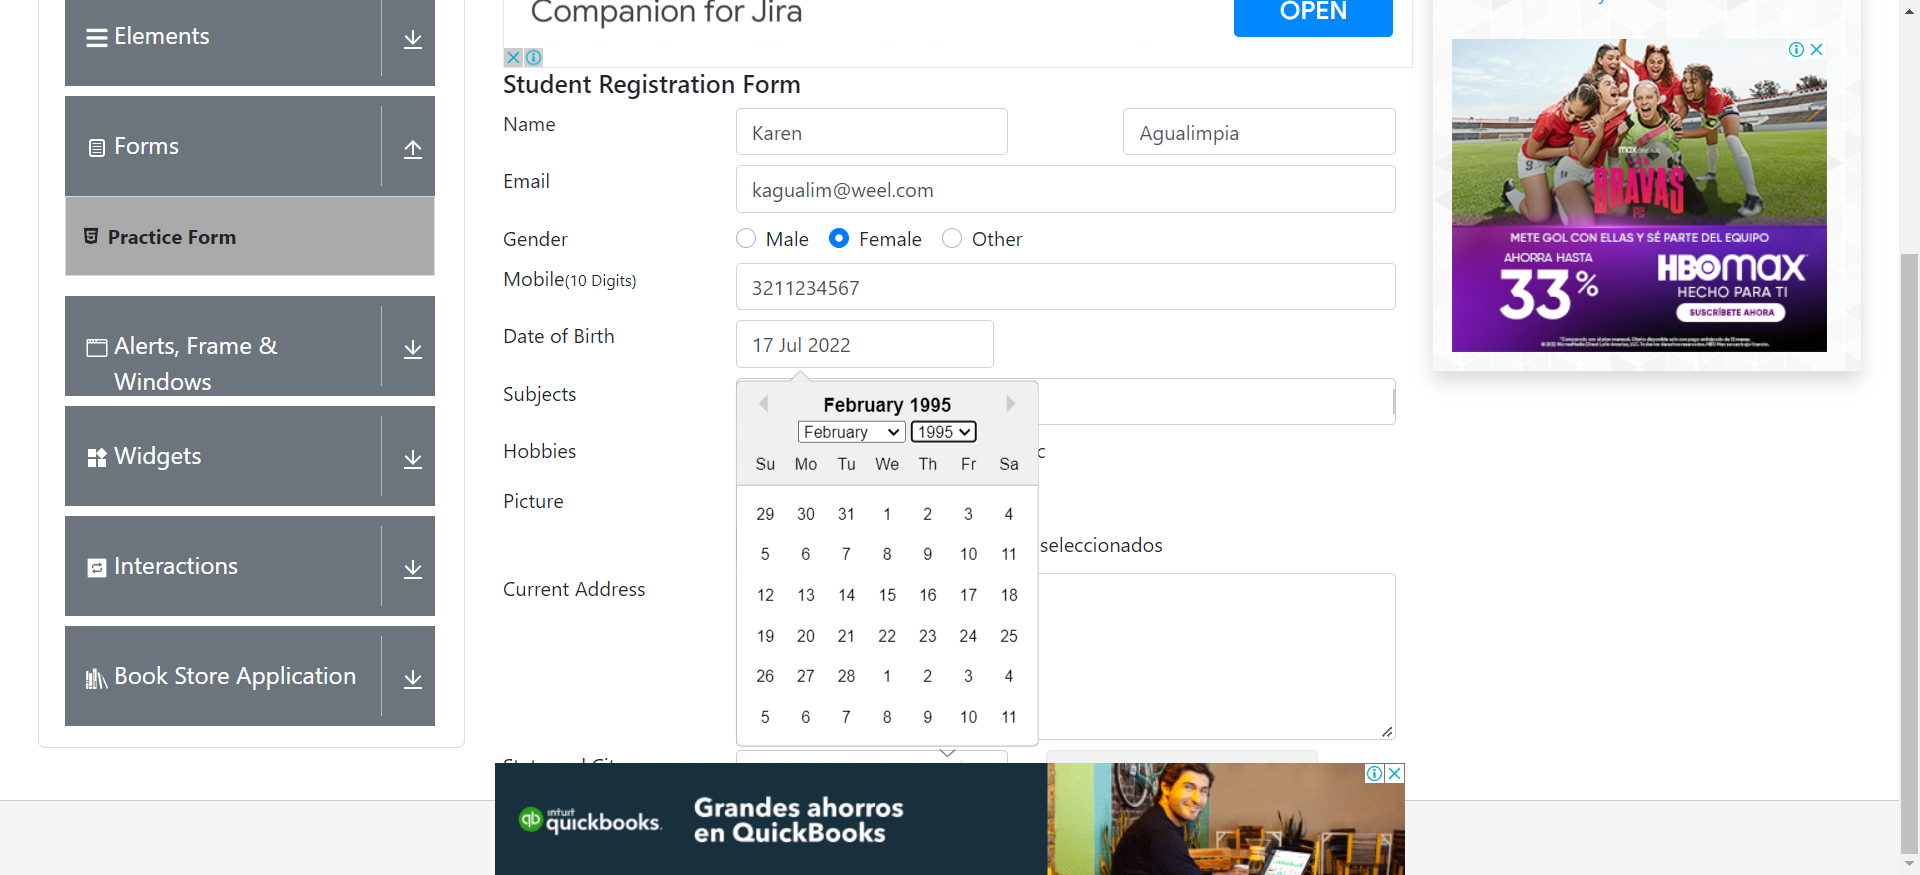 Elements
Forms
Practice Form
Alerts, Frame &
Windows
Widgets
Interactions
Book Store Application
Companion for Jira
OPEN
Student Registration Form
Name
Karen
Agualimpia
Email
kagualim@weel.com
Gender
Male
Female
Other
Mobile(10 Digits)
3211234567
Date of Birth
17 Jul 2022
Subjects
February 1995
February
1995
Su Mo Tu We Th Fr Sa
29 30 31 1 2 3 4
5 6 7 8 9 10 11
12 13 14 15 16 17 18
19 20 21 22 23 24 25
26 27 28 1 2 3 4
5 6 7 8 9 10 11
Hobbies
c
Picture
seleccionados
Current Address
intuit
quickbooks.
Grandes ahorros
en QuickBooks
max original
BRAVAS
METE GOL CON ELLAS Y SÉ PARTE DEL EQUIPO
AHORRA HASTA
33%
HBOMAX
HECHO PARA TI
SUSCRÍBETE AHORA